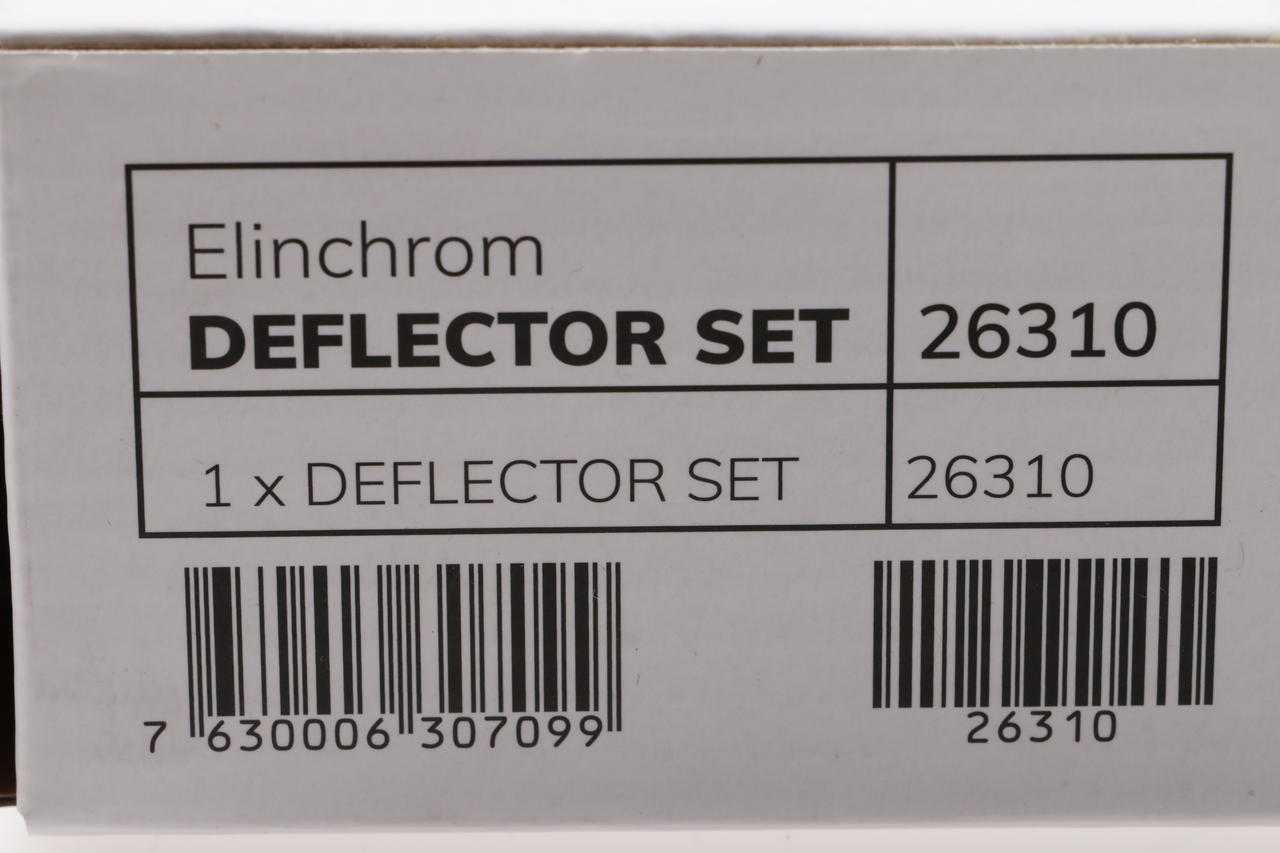 Elinchrom
DEFLECTOR SET 26310
1 x DEFLECTOR SET 26310
7 630006 307099
26310